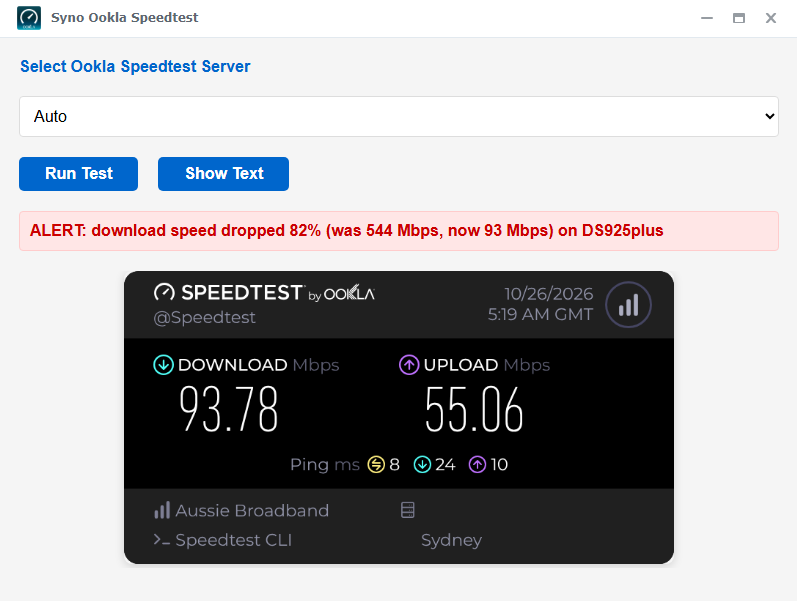 Syno Ookla Speedtest
Select Ookla Speedtest Server
Auto
Run Test
Show Text
ALERT: download speed dropped 82% (was 544 Mbps, now 93 Mbps) on DS925plus
SPEEDTEST by OOKLA
@Speedtest
10/26/2026
5:19 AM GMT
DOWNLOAD Mbps
93.78
UPLOAD Mbps
55.06
Ping ms 8 24 10
Aussie Broadband
Speedtest CLI
Sydney